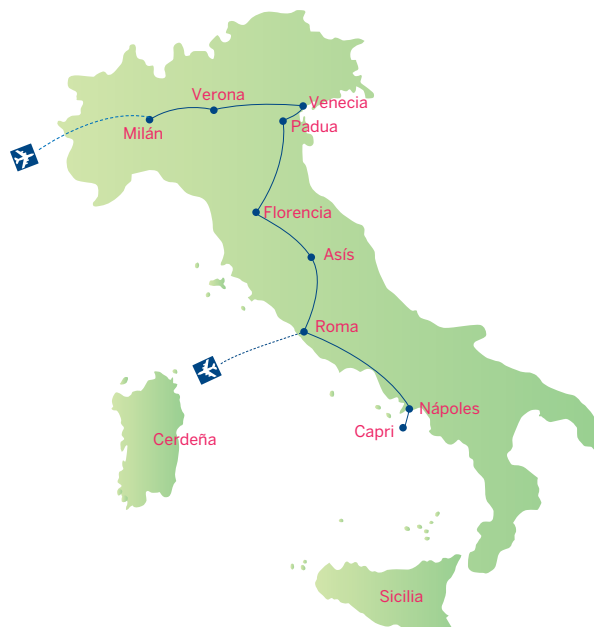 Verona
Venecia
Milán
Padua
Florencia
Asís
Roma
Nápoles
Capri
Cerdeña
Sicilia